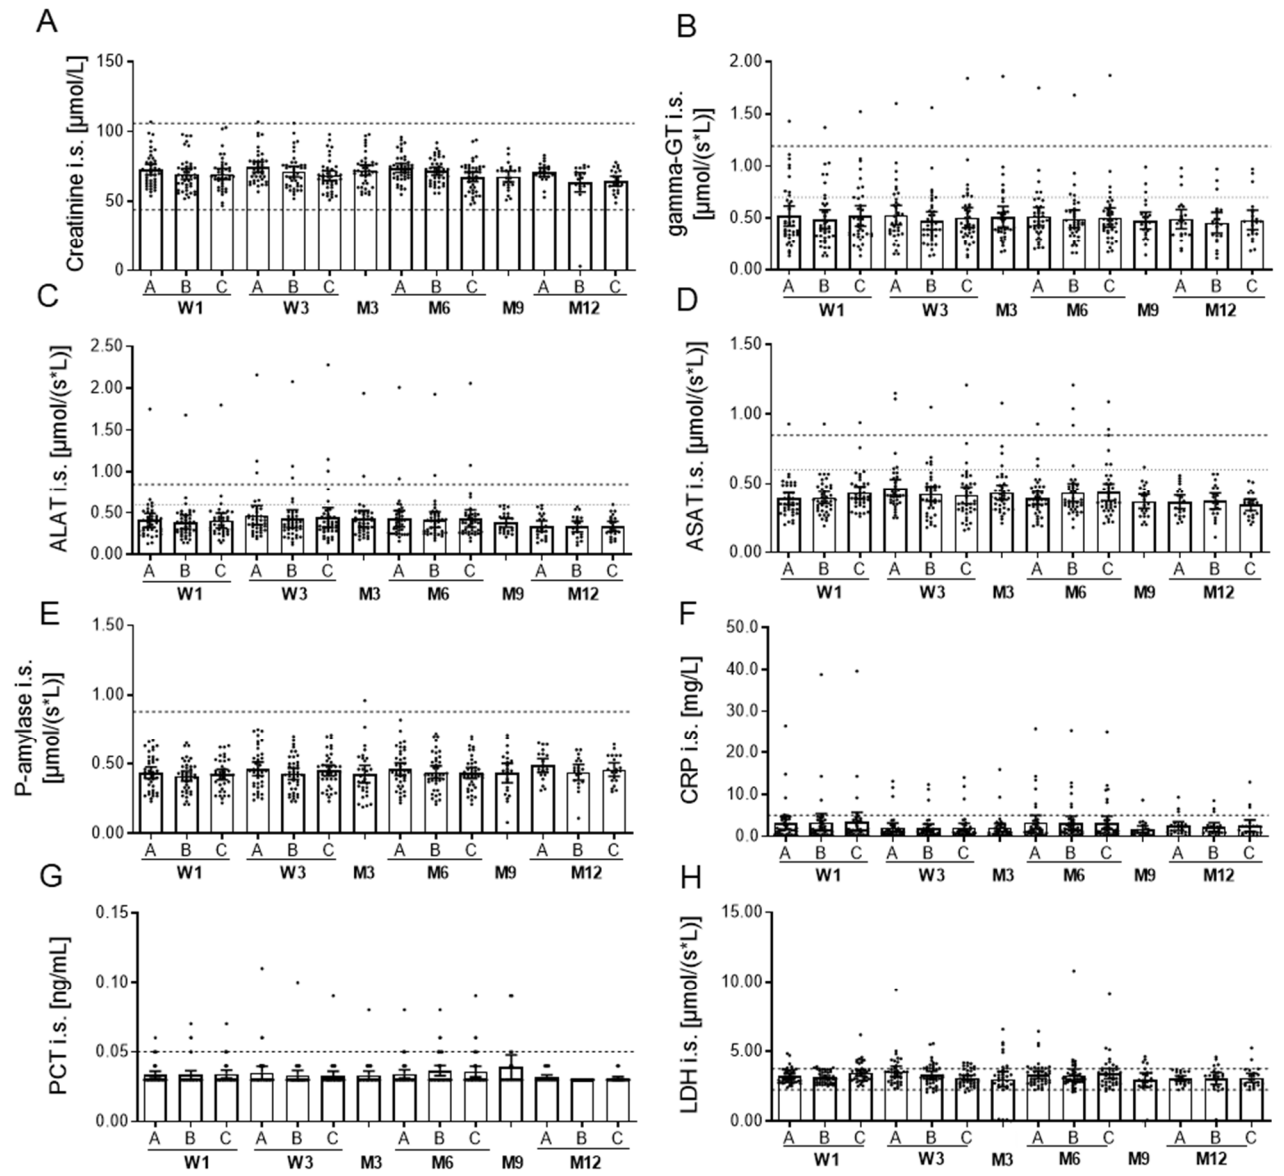 A
Creatinine i.s. [µmol/L]
150
100
50
0
A B C A B C A B C A B C
W1 W3 M3 M6 M9 M12
B
gamma-GT i.s.
[µmol/(s*L)]
2.00
1.50
1.00
0.50
0.00
A B C A B C A B C A B C
W1 W3 M3 M6 M9 M12
C
ALAT i.s. [µmol/(s*L)]
2.50
2.00
1.50
1.00
0.50
0.00
A B C A B C A B C A B C
W1 W3 M3 M6 M9 M12
D
ASAT i.s. [µmol/(s*L)]
1.50
1.00
0.50
0.00
A B C A B C A B C A B C
W1 W3 M3 M6 M9 M12
E
P-amylase i.s.
[µmol/(s*L)]
1.50
1.00
0.50
0.00
A B C A B C A B C A B C
W1 W3 M3 M6 M9 M12
F
CRP i.s. [mg/L]
50.0
40.0
30.0
20.0
10.0
0.0
A B C A B C A B C A B C
W1 W3 M3 M6 M9 M12
G
PCT i.s. [ng/mL]
0.15
0.10
0.05
0.00
A B C A B C A B C A B C
W1 W3 M3 M6 M9 M12
H
LDH i.s. [µmol/(s*L)]
15.00
10.00
5.00
0.00
A B C A B C A B C A B C
W1 W3 M3 M6 M9 M12